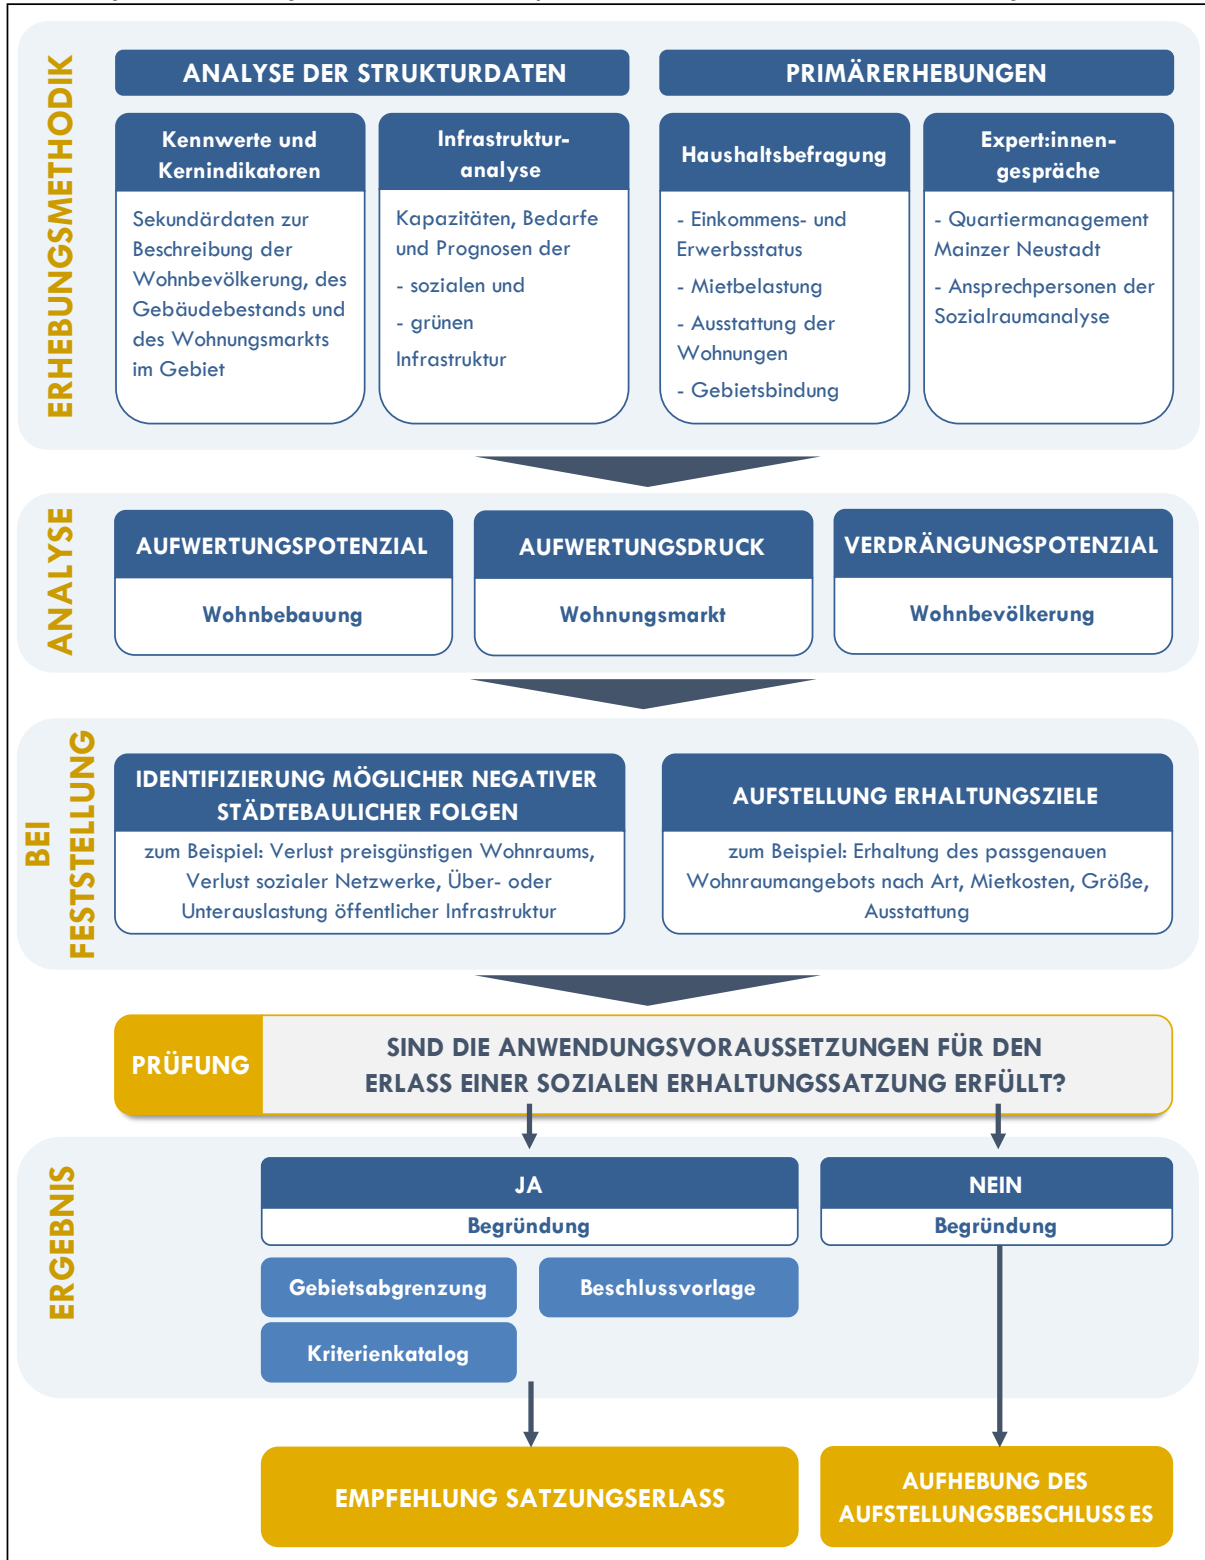 ERHEBUNGSMETHODIK
ANALYSE DER STRUKTURDATEN
Kennwerte und
Kernindikatoren
Sekundärdaten zur
Beschreibung der
Wohnbevölkerung, des
Gebäudebestands und
des Wohnungsmarkts
im Gebiet
Infrastruktur-
analyse
Kapazitäten, Bedarfe
und Prognosen der
- sozialen und
- grünen
Infrastruktur
PRIMÄRERHEBUNGEN
Haushaltsbefragung
- Einkommens- und
Erwerbsstatus
- Mietbelastung
- Ausstattung der
Wohnungen
- Gebietsbindung
Expert:innen-
gespräche
- Quartiermanagement
Mainzer Neustadt
- Ansprechpersonen der
Sozialraumanalyse
ANALYSE
AUFWERTUNGSPOTENZIAL
Wohnbebauung
AUFWERTUNGSDRUCK
Wohnungsmarkt
VERDRÄNGUNGSPOTENZIAL
Wohnbevölkerung
BEI
FESTSTELLUNG
IDENTIFIZIERUNG MÖGLICHER NEGATIVER
STÄDTEBAULICHER FOLGEN
zum Beispiel: Verlust preisgünstigen Wohnraums,
Verlust sozialer Netzwerke, Über- oder
Unterauslastung öffentlicher Infrastruktur
AUFSTELLUNG ERHALTUNGSZIELE
zum Beispiel: Erhaltung des passgenauen
Wohnraumangebots nach Art, Mietkosten, Größe,
Ausstattung
PRÜFUNG
SIND DIE ANWENDUNGSVORAUSSETZUNGEN FÜR DEN
ERLASS EINER SOZIALEN ERHALTUNGSSATZUNG ERFÜLLT?
ERGEBNIS
JA
Begründung
Gebietsabgrenzung
Beschlussvorlage
Kriterienkatalog
NEIN
Begründung
EMPFEHLUNG SATZUNGSERLASS
AUFHEBUNG DES
AUFSTELLUNGSBESCHLUSSES